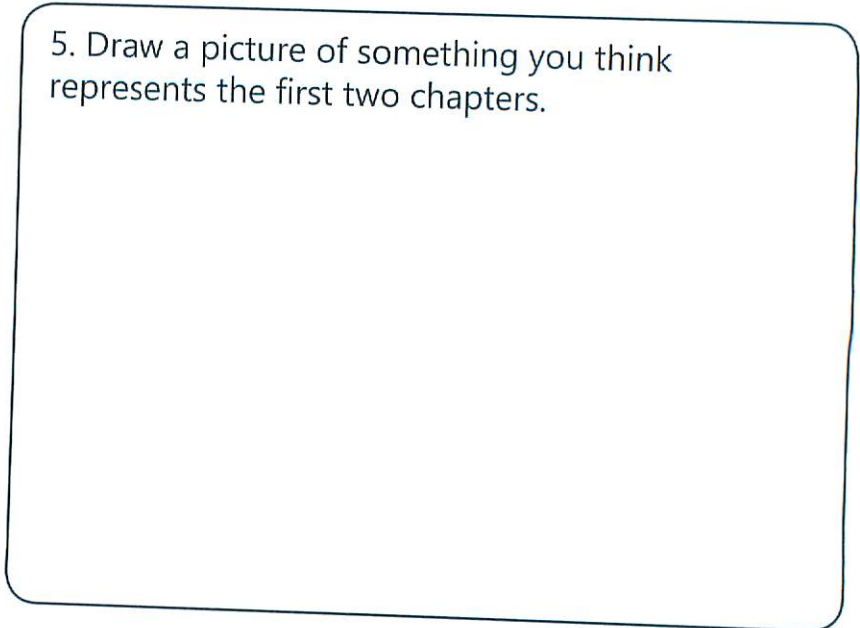 5. Draw a picture of something you think
represents the first two chapters.